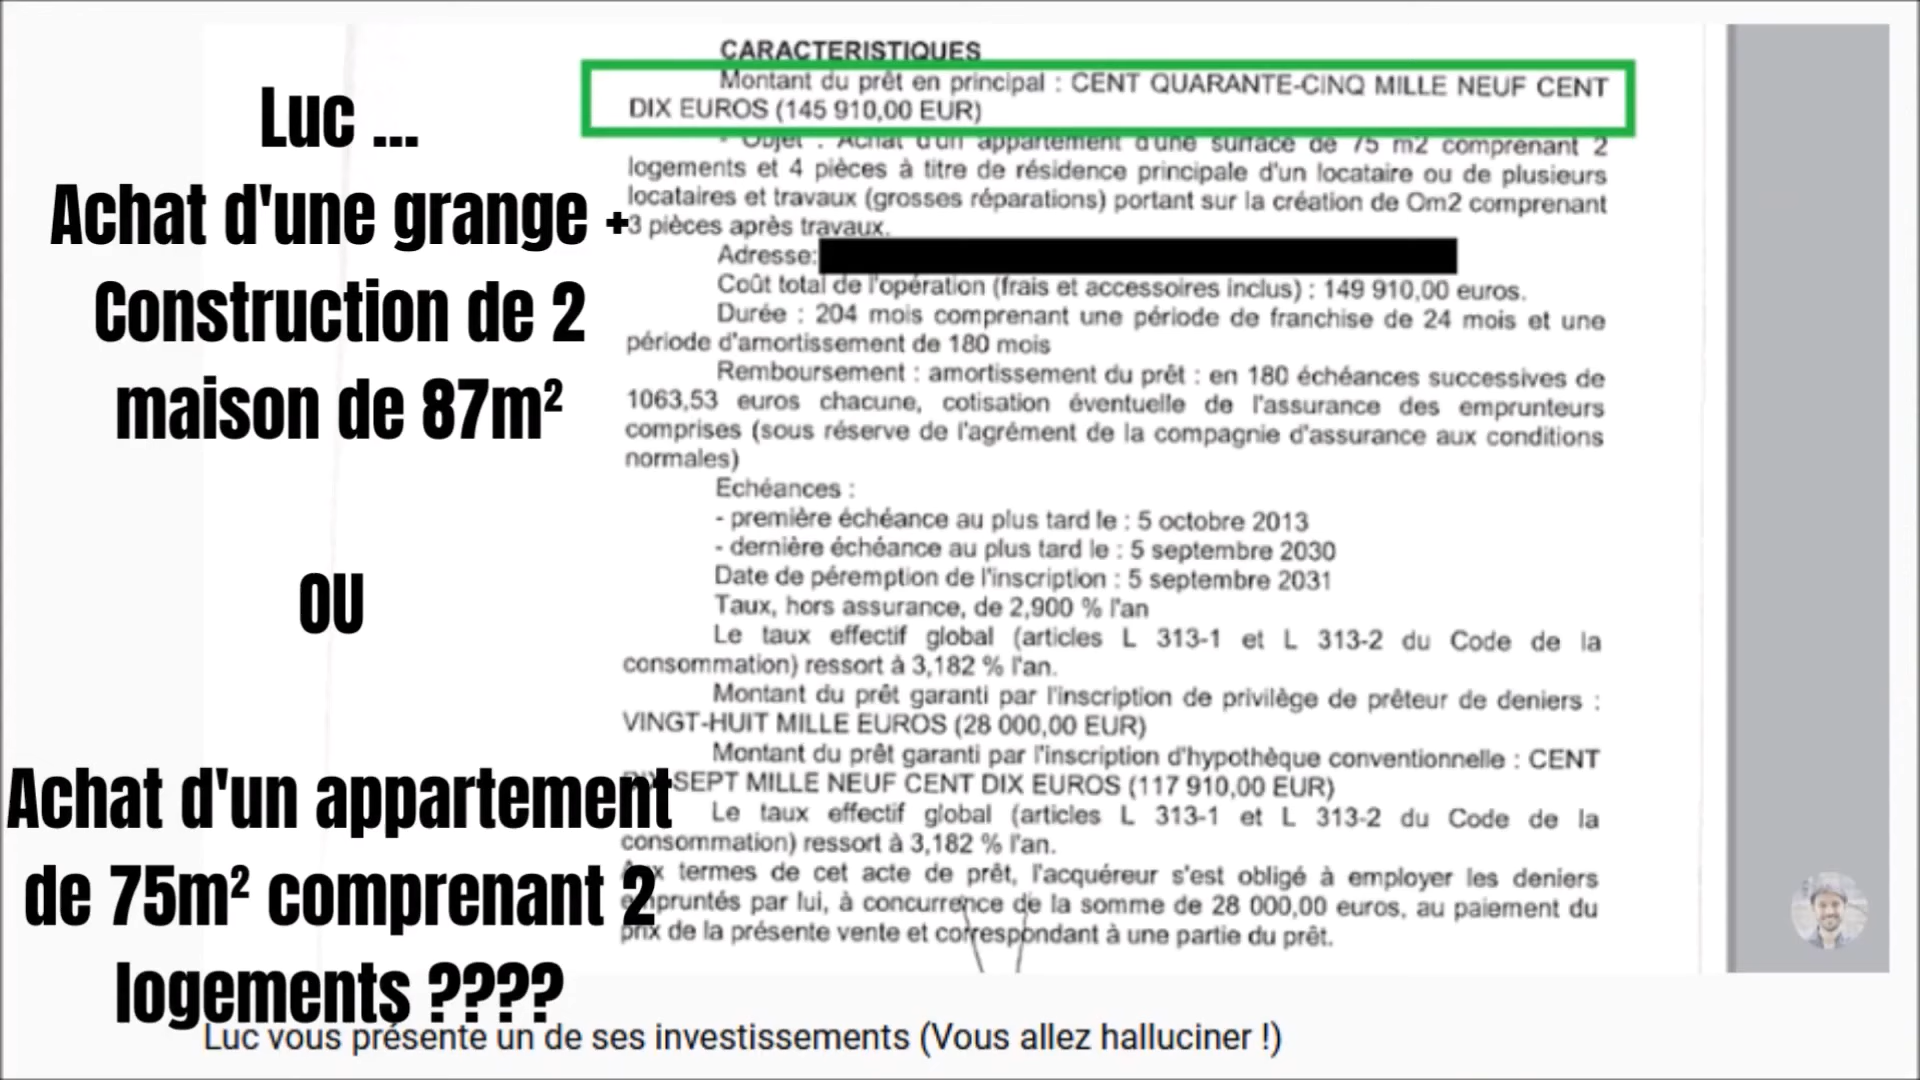 Luc ...
Achat d'une grange +
Construction de 2
maison de 87m²
OU
Achat d'un appartement
de 75m² comprenant 2
logements ????
CARACTERISTIQUES
Montant du prêt en principal : CENT QUARANTE-CINQ MILLE NEUF CENT
DIX EUROS (145 910,00 EUR)
- Objet : Achat d'un appartement d'une surface de 75 m2 comprenant 2
logements et 4 pièces à titre de résidence principale d'un locataire ou de plusieurs
locataires et travaux (grosses réparations) portant sur la création de Om2 comprenant
3 pièces après travaux.
Adresse:
Coût total de l'opération (frais et accessoires inclus) : 149 910,00 euros.
Durée : 204 mois comprenant une période de franchise de 24 mois et une
période d'amortissement de 180 mois
Remboursement : amortissement du prêt : en 180 échéances successives de
1063,53 euros chacune, cotisation éventuelle de l'assurance des emprunteurs
comprises (sous réserve de l'agrément de la compagnie d'assurance aux conditions
normales)
Echéances :
- première échéance au plus tard le : 5 octobre 2013
- dernière échéance au plus tard le : 5 septembre 2030
Date de péremption de l'inscription : 5 septembre 2031
Taux, hors assurance, de 2,900 % l'an
Le taux effectif global (articles L 313-1 et L 313-2 du Code de la
consommation) ressort à 3,182 % l'an.
Montant du prêt garanti par l'inscription de privilège de prêteur de deniers :
VINGT-HUIT MILLE EUROS (28 000,00 EUR)
Montant du prêt garanti par l'inscription d'hypothèque conventionnelle : CENT
DIX-SEPT MILLE NEUF CENT DIX EUROS (117 910,00 EUR)
Le taux effectif global (articles L 313-1 et L 313-2 du Code de la
consommation) ressort à 3,182 % l'an.
Aux termes de cet acte de prêt, l'acquéreur s'est obligé à employer les deniers
empruntés par lui, à concurrence de la somme de 28 000,00 euros, au paiement du
prix de la présente vente et correspondant à une partie du prêt.
Luc vous présente un de ses investissements (Vous allez halluciner !)